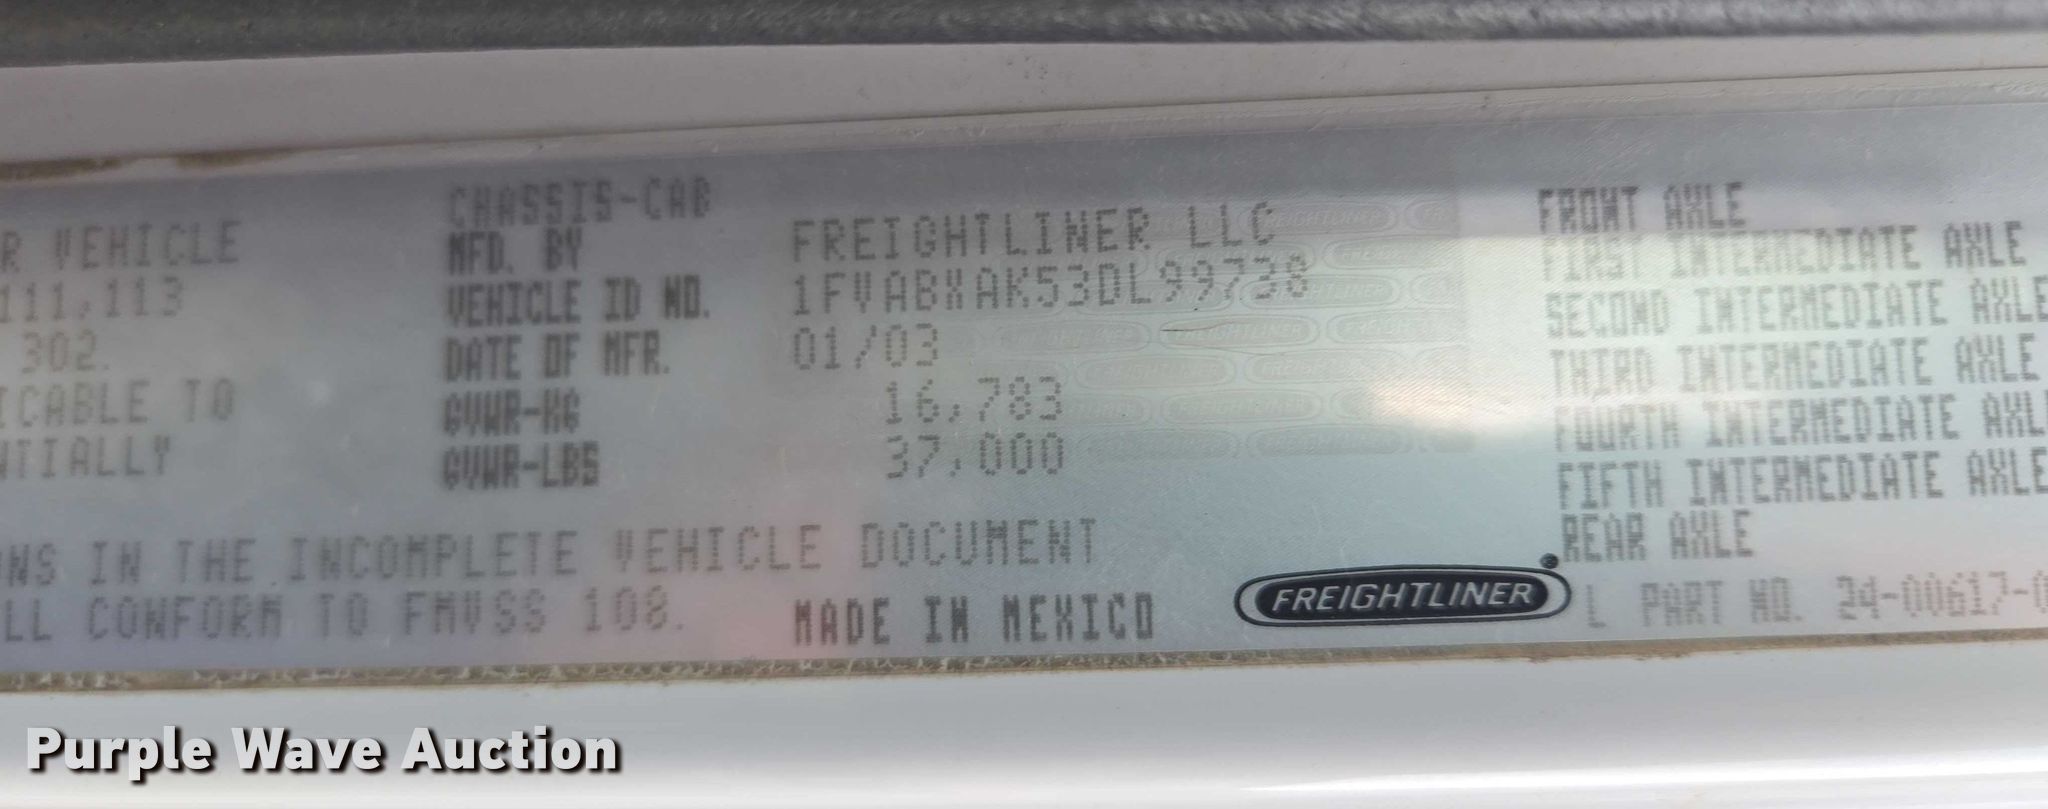 R VEHICLE
111,113
302.
ICABLE TO
NTIALLY
CHASSIS-CAB
MFD. BY FREIGHTLINER LLC
VEHICLE ID NO. 1FVABXAK53DL99738
DATE OF MFR. 01/03
GVWR-KG 16,783
GVWR-LBS 37,000
NS IN THE INCOMPLETE VEHICLE DOCUMENT
LL CONFORM TO FMVSS 108. MADE IN MEXICO
FREIGHTLINER
FRONT AXLE
FIRST INTERMEDIATE AXLE
SECOND INTERMEDIATE AXLE
THIRD INTERMEDIATE AXLE
FOURTH INTERMEDIATE AXLE
FIFTH INTERMEDIATE AXLE
REAR AXLE
L PART NO. 24-00617-0
Purple Wave Auction